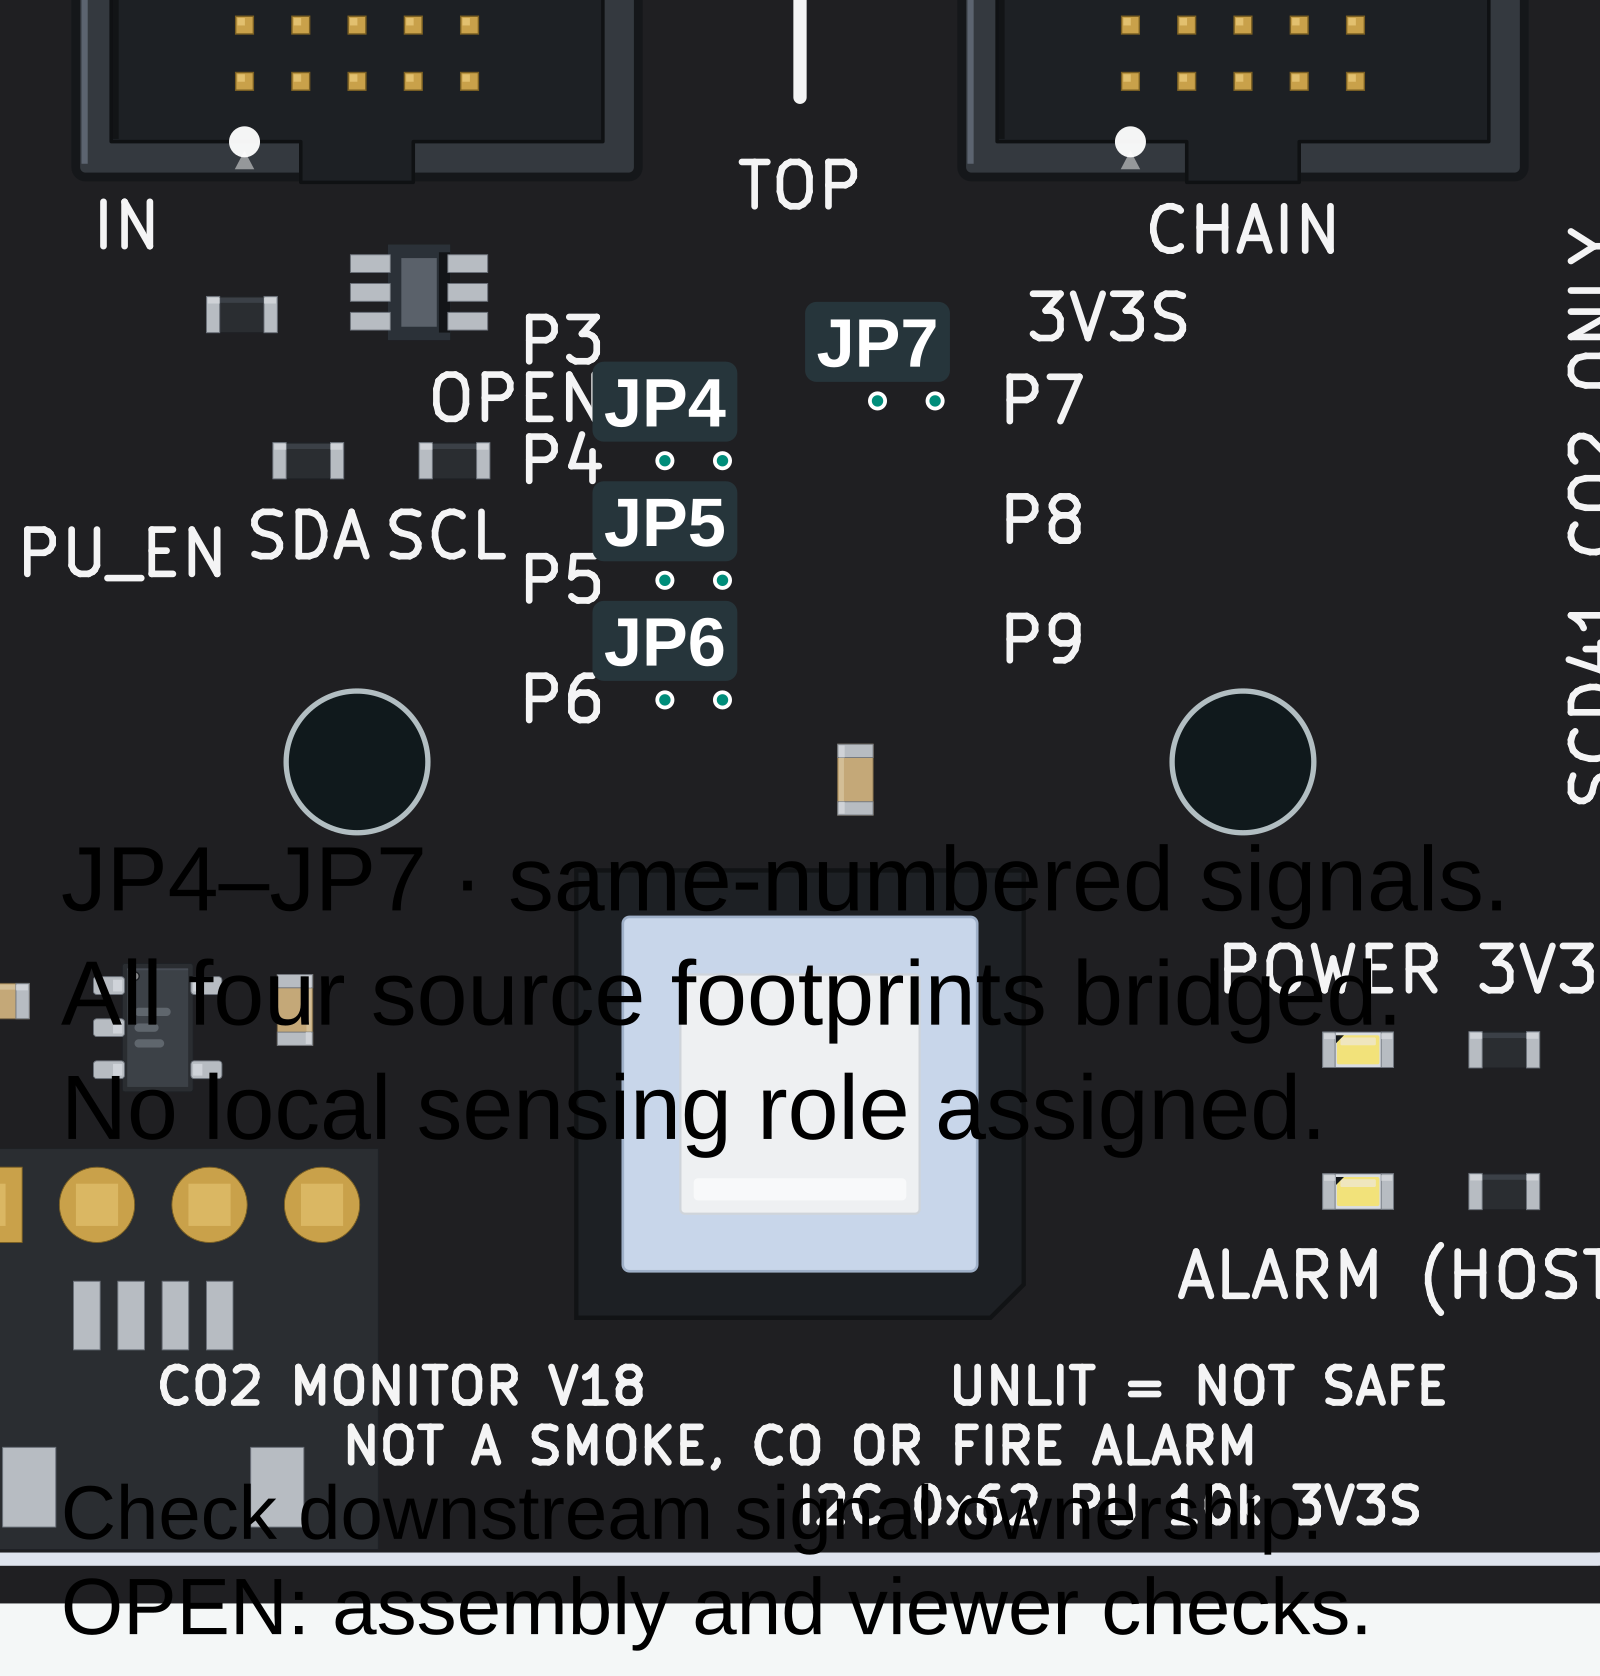 TOP
IN
CHAIN
3V3S
P3
JP7
OPEN
JP4
P7
P4
SDA SCL
JP5
P8
PU_EN
P5
JP6
P9
P6
SCD41 CO2 ONLY
JP4–JP7 · same-numbered signals.
POWER 3V3
All four source footprints bridged.
No local sensing role assigned.
ALARM (HOST
CO2 MONITOR V18
UNLIT = NOT SAFE
NOT A SMOKE, CO OR FIRE ALARM
I2C 0x62 PU 10k 3V3S
Check downstream signal ownership.
OPEN: assembly and viewer checks.